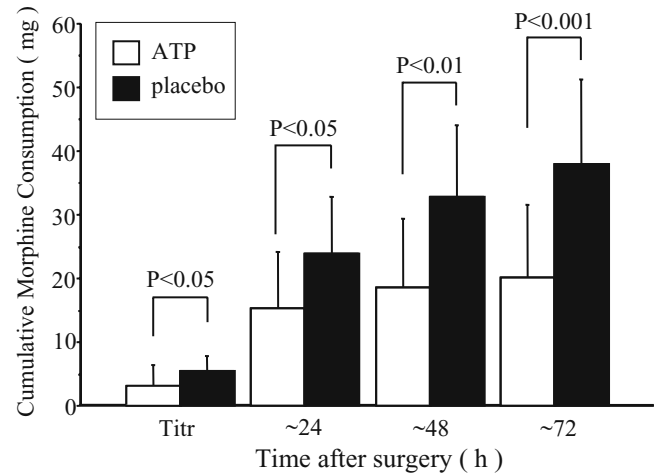 Cumulative Morphine Consumption ( mg )
60
50
40
30
20
10
0
ATP
placebo
P<0.05
P<0.05
P<0.01
P<0.001
Titr
~24
~48
~72
Time after surgery ( h )